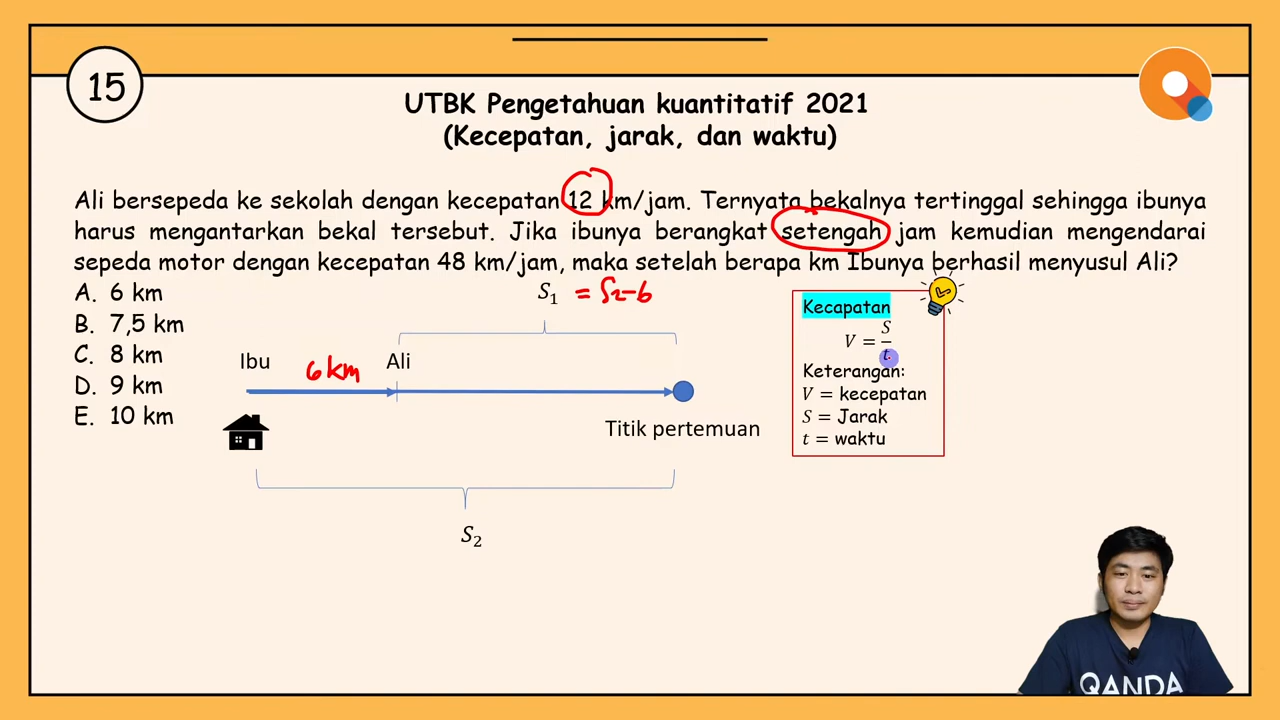 15
UTBK Pengetahuan kuantitatif 2021
(Kecepatan, jarak, dan waktu)
Ali bersepeda ke sekolah dengan kecepatan 12 km/jam. Ternyata bekalnya tertinggal sehingga ibunya
harus mengantarkan bekal tersebut. Jika ibunya berangkat setengah jam kemudian mengendarai
sepeda motor dengan kecepatan 48 km/jam, maka setelah berapa km Ibunya berhasil menyusul Ali?
A. 6 km
B. 7,5 km
C. 8 km
D. 9 km
E. 10 km
S₁ = S₂-6
Ibu
6 km
Ali
Titik pertemuan
S₂
Kecapatan
V = S/t
Keterangan:
V = kecepatan
S = Jarak
t = waktu
QANDA